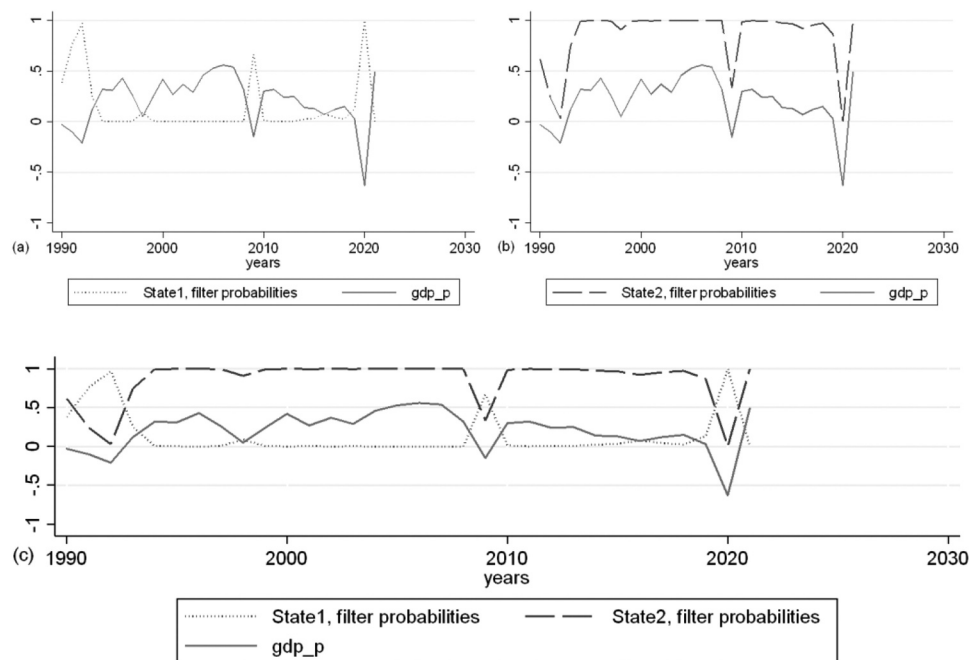 1
.5
0
-.5
-1
1990 2000 2010 2020 2030
years
(a)
State1, filter probabilities gdp_p
1
.5
0
-.5
-1
1990 2000 2010 2020 2030
years
(b)
State2, filter probabilities gdp_p
1
.5
0
-.5
-1
1990 2000 2010 2020 2030
years
(c)
State1, filter probabilities State2, filter probabilities
gdp_p